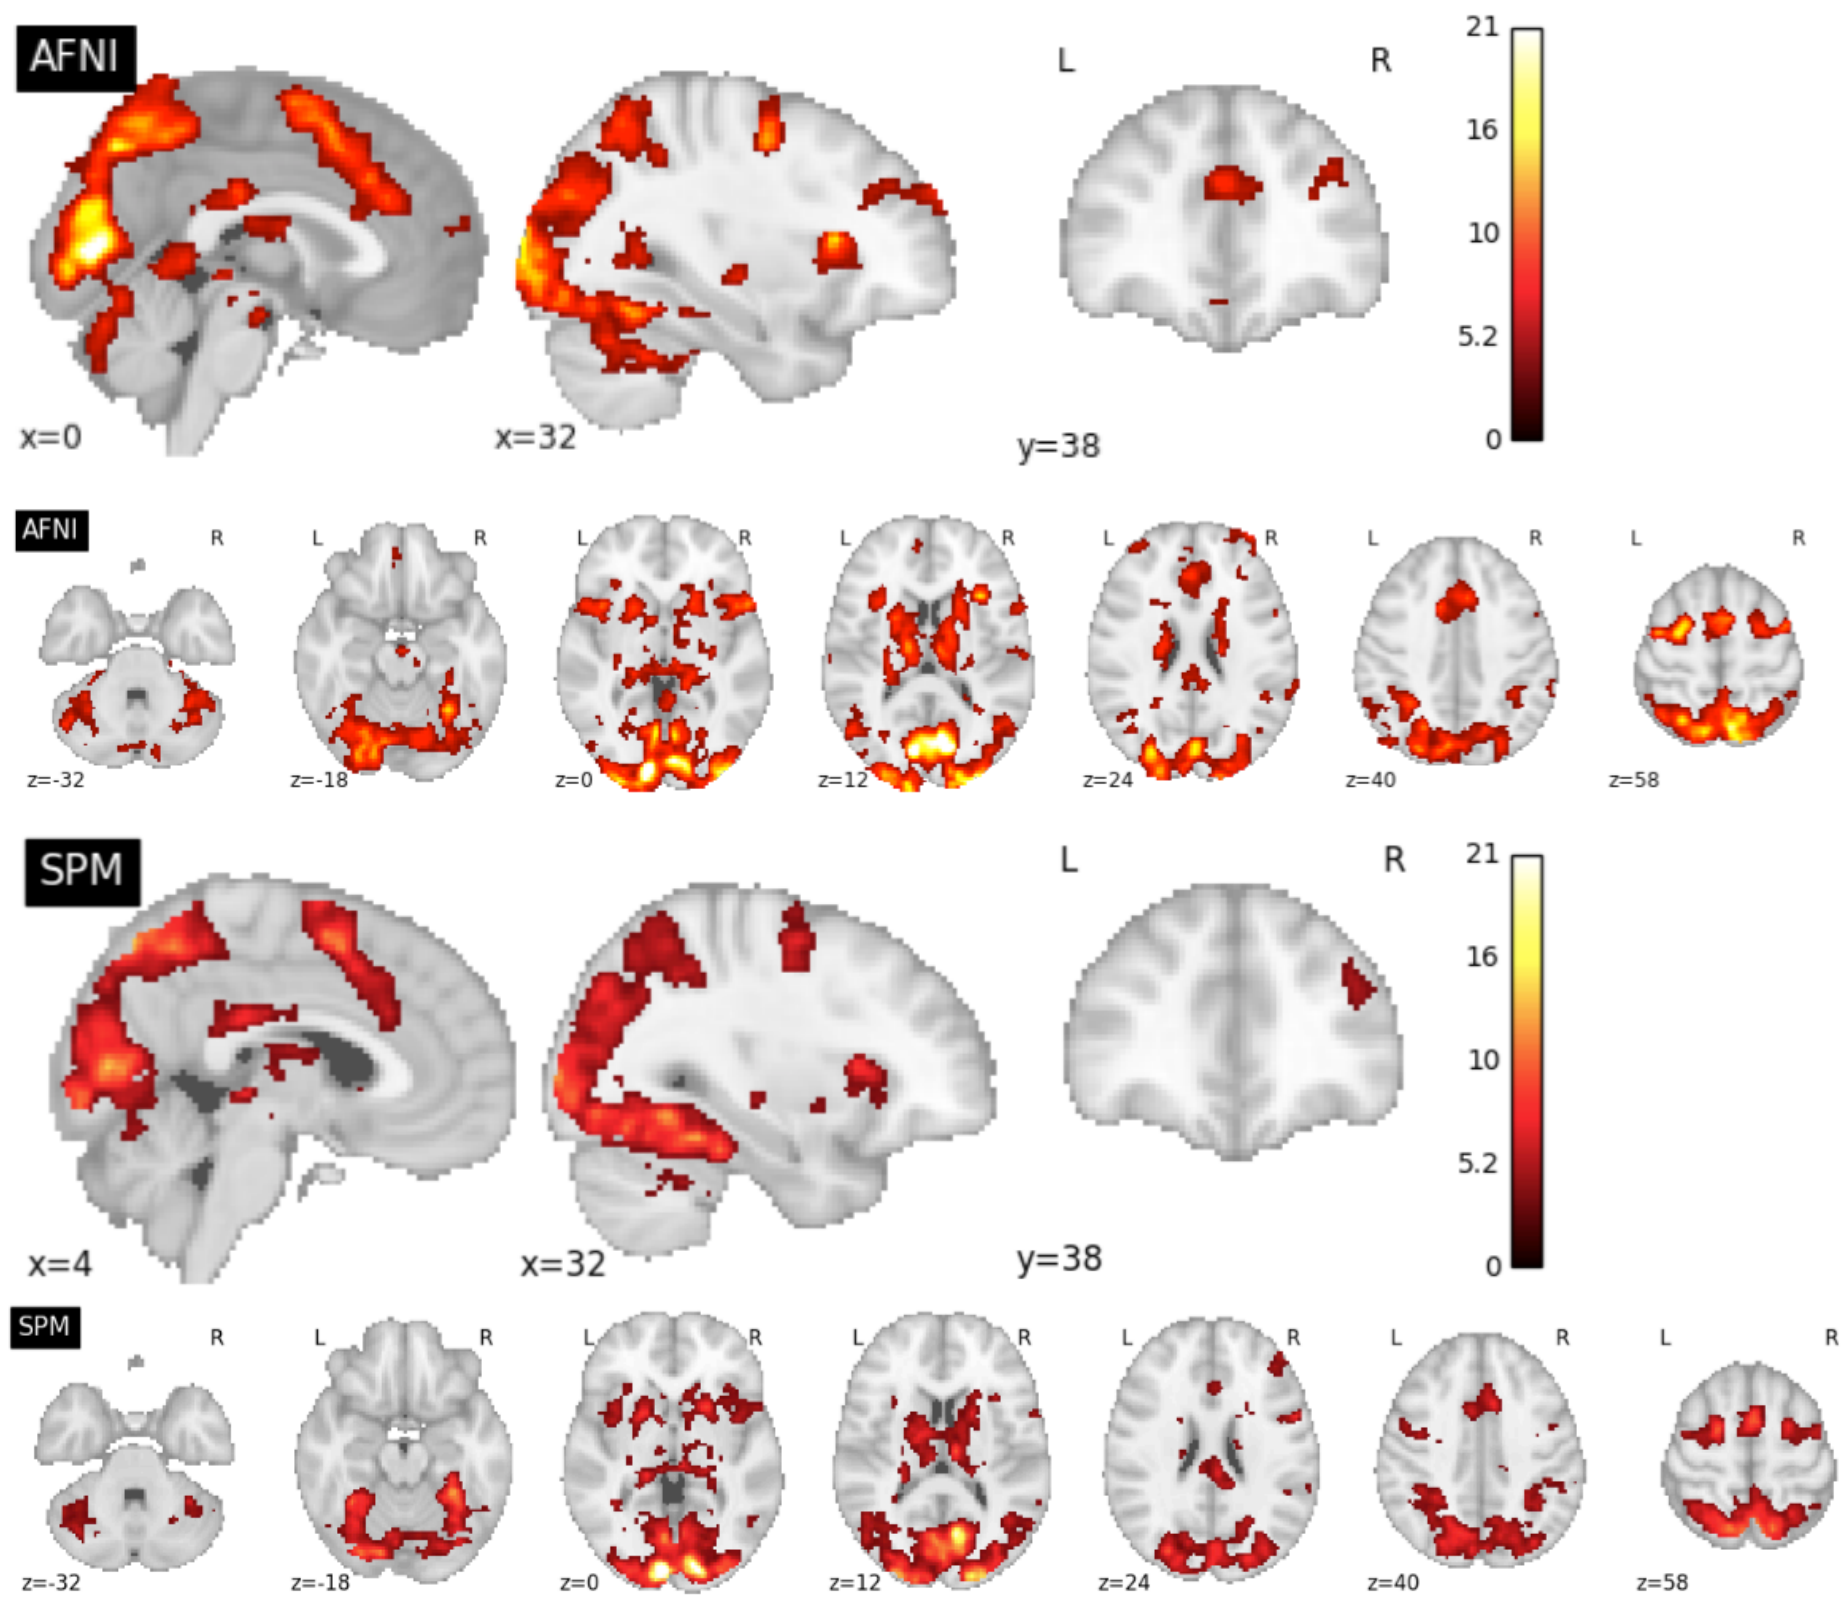 AFNI
L R
21
16
10
5.2
0
x=0 x=32 y=38
AFNI
R L R L R L R L R L R L R
z=-32 z=-18 z=0 z=12 z=24 z=40 z=58
SPM
L R
21
16
10
5.2
0
x=4 x=32 y=38
SPM
R L R L R L R L R L R L R
z=-32 z=-18 z=0 z=12 z=24 z=40 z=58